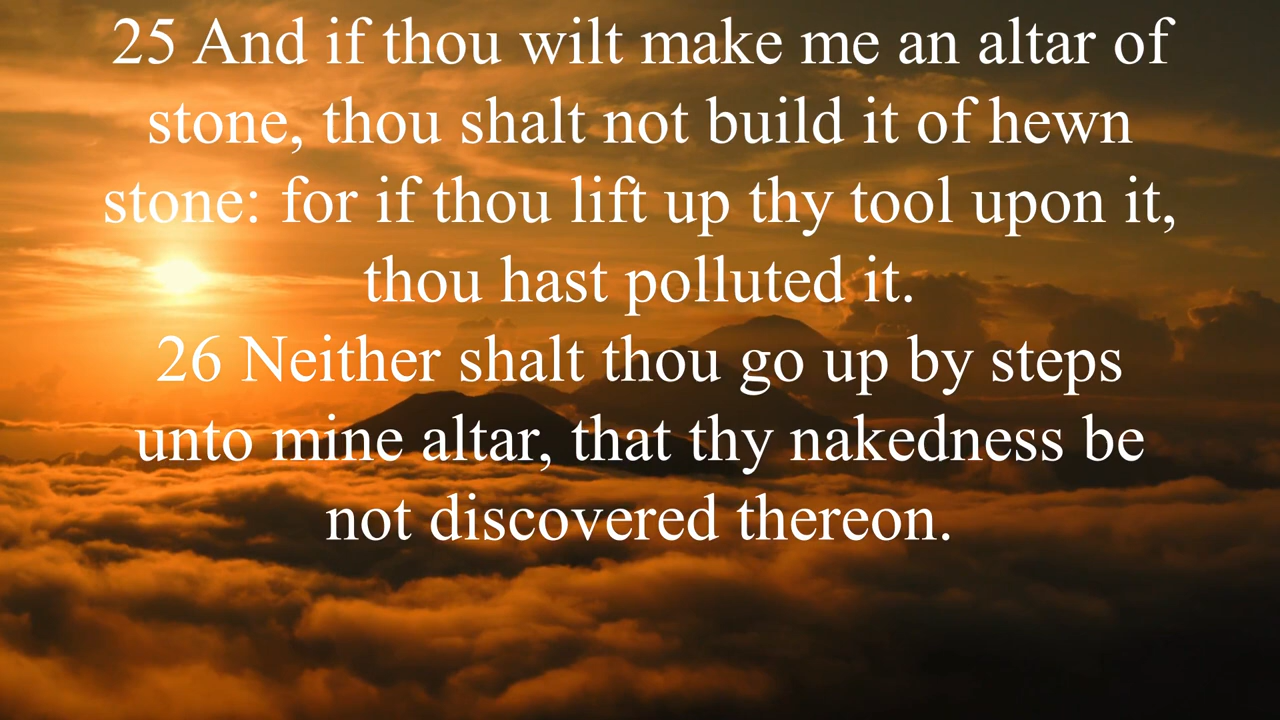 25 And if thou wilt make me an altar of
stone, thou shalt not build it of hewn
stone: for if thou lift up thy tool upon it,
thou hast polluted it.
26 Neither shalt thou go up by steps
unto mine altar, that thy nakedness be
not discovered thereon.